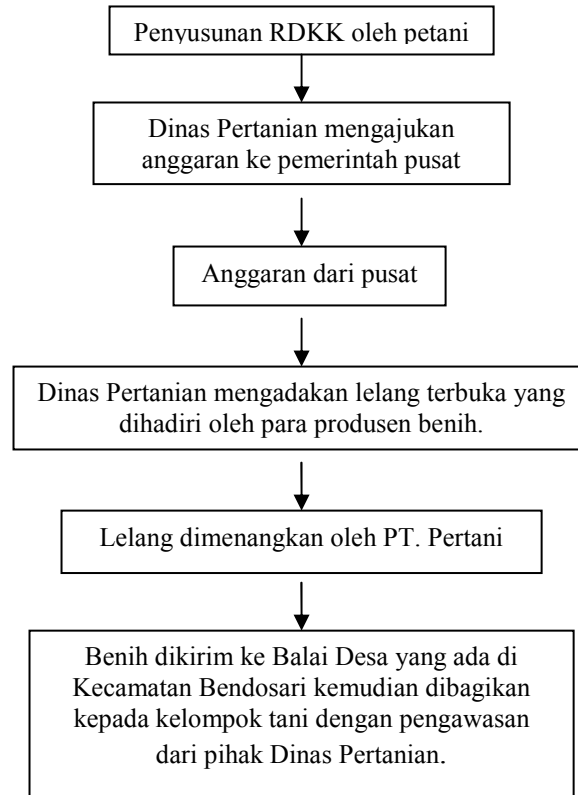 Penyusunan RDKK oleh petani
Dinas Pertanian mengajukan
anggaran ke pemerintah pusat
Anggaran dari pusat
Dinas Pertanian mengadakan lelang terbuka yang
dihadiri oleh para produsen benih.
Lelang dimenangkan oleh PT. Pertani
Benih dikirim ke Balai Desa yang ada di
Kecamatan Bendosari kemudian dibagikan
kepada kelompok tani dengan pengawasan
dari pihak Dinas Pertanian.